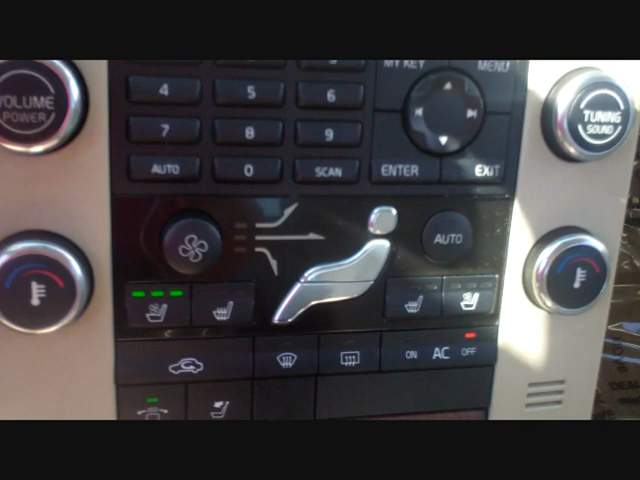 MY KEY MENU
VOLUME
POWER
4 5 6
TUNING
SOUND
7 8 9
AUTO 0 SCAN
ENTER EXIT
AUTO
ON AC OFF
DEAL